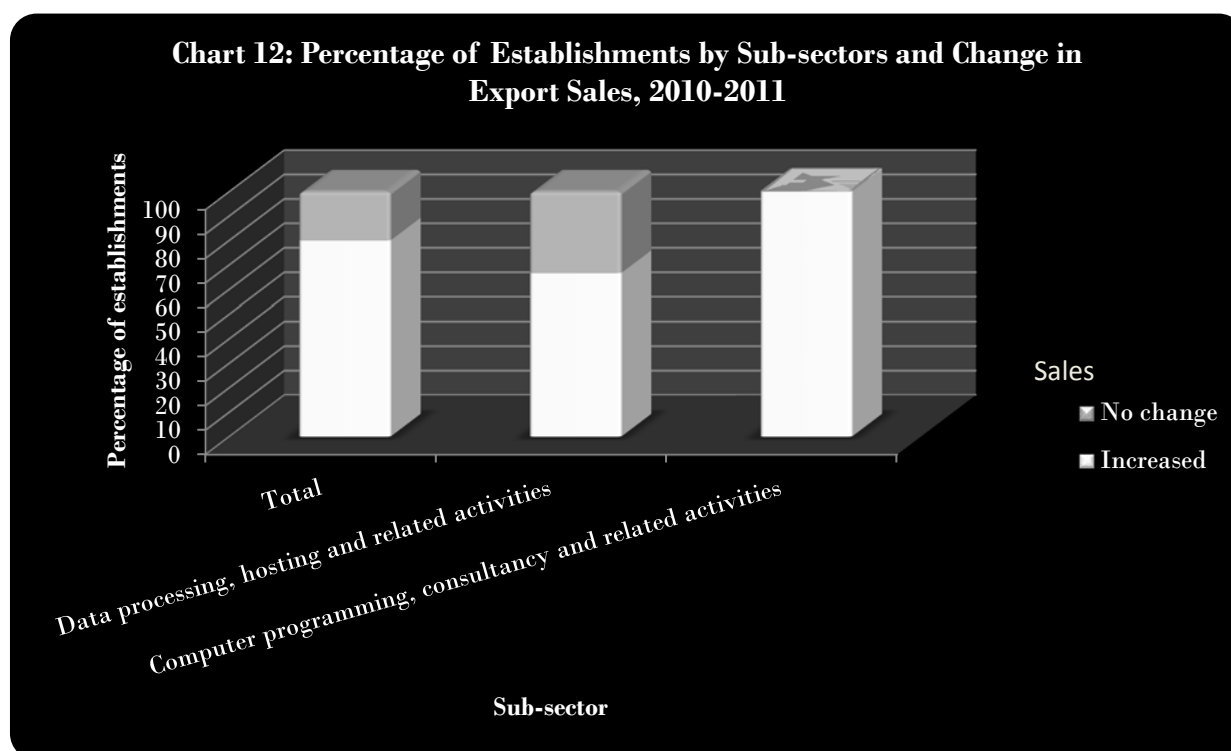 Chart 12: Percentage of Establishments by Sub-sectors and Change in
Export Sales, 2010-2011
Percentage of establishments
100
90
80
70
60
50
40
30
20
10
0
Total
Data processing, hosting and related activities
Computer programming, consultancy and related activities
Sub-sector
Sales
No change
Increased